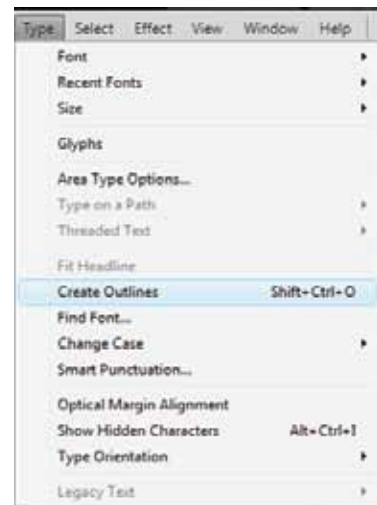 Type Select Effect View Window Help
Font
Recent Fonts
Size
Glyphs
Area Type Options...
Type on a Path
Threaded Text
Fit Headline
Create Outlines Shift+Ctrl+O
Find Font...
Change Case
Smart Punctuation...
Optical Margin Alignment
Show Hidden Characters Alt+Ctrl+I
Type Orientation
Legacy Text